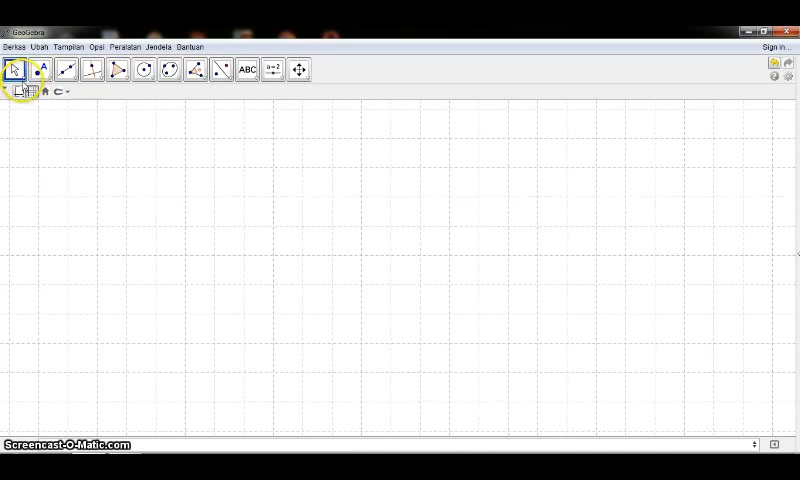 GeoGebra
Berkas Ubah Tampilan Opsi Peralatan Jendela Bantuan Sign in...
A ABC a=2
Screencast-O-Matic.com